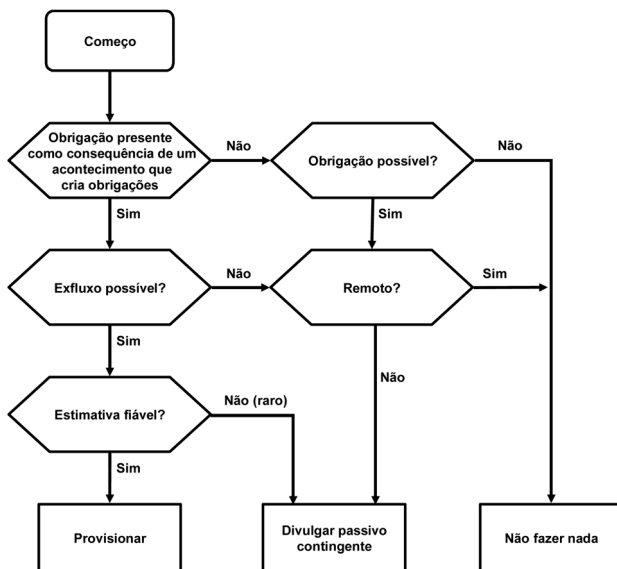 Começo
Obrigação presente
como consequência de um
acontecimento que
cria obrigações
Não
Obrigação possível?
Não
Sim
Sim
Exfluxo possível?
Não
Remoto?
Sim
Sim
Não
Estimativa fiável?
Não (raro)
Sim
Provisionar
Divulgar passivo
contingente
Não fazer nada